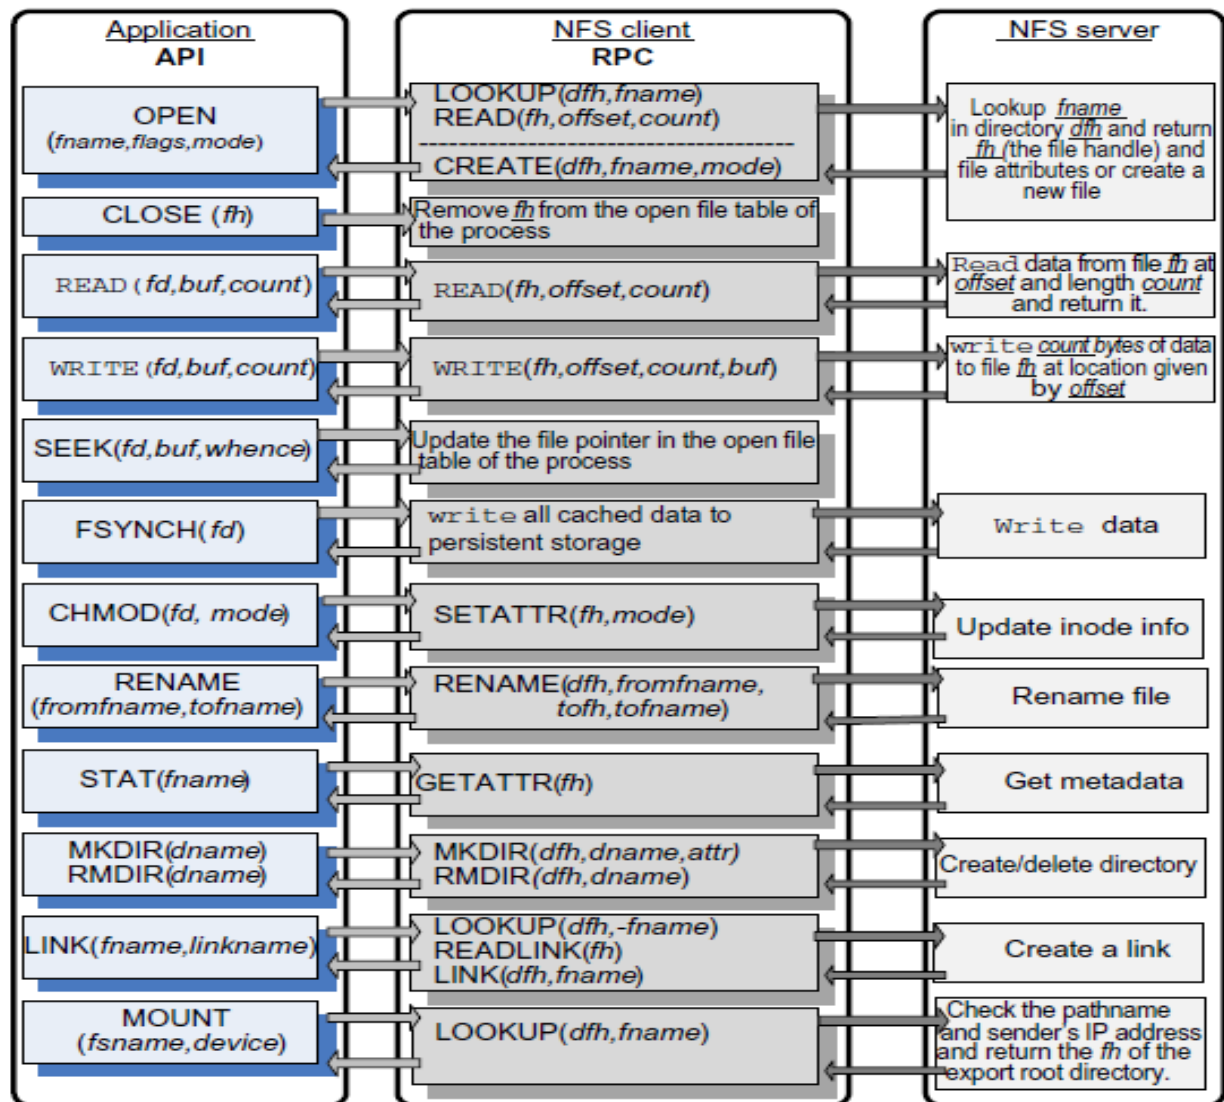 Application
API
NFS client
RPC
NFS server
OPEN
(fname,flags,mode)
LOOKUP(dfh,fname)
READ(fh,offset,count)
----------------------------------------
CREATE(dfh,fname,mode)
Lookup fname
in directory dfh and return
fh (the file handle) and
file attributes or create a
new file
CLOSE (fh)
Remove fh from the open file table of
the process
READ (fd,buf,count)
READ(fh,offset,count)
Read data from file fh at
offset and length count
and return it.
WRITE (fd,buf,count)
WRITE(fh,offset,count,buf)
write count bytes of data
to file fh at location given
by offset
SEEK(fd,buf,whence)
Update the file pointer in the open file
table of the process
FSYNCH(fd)
write all cached data to
persistent storage
Write data
CHMOD(fd, mode)
SETATTR(fh,mode)
Update inode info
RENAME
(fromfname,tofname)
RENAME(dfh,fromfname,
tofh,tofname)
Rename file
STAT(fname)
GETATTR(fh)
Get metadata
MKDIR(dname)
RMDIR(dname)
MKDIR(dfh,dname,attr)
RMDIR(dfh,dname)
Create/delete directory
LINK(fname,linkname)
LOOKUP(dfh,-fname)
READLINK(fh)
LINK(dfh,fname)
Create a link
MOUNT
(fsname,device)
LOOKUP(dfh,fname)
Check the pathname
and sender's IP address
and return the fh of the
export root directory.